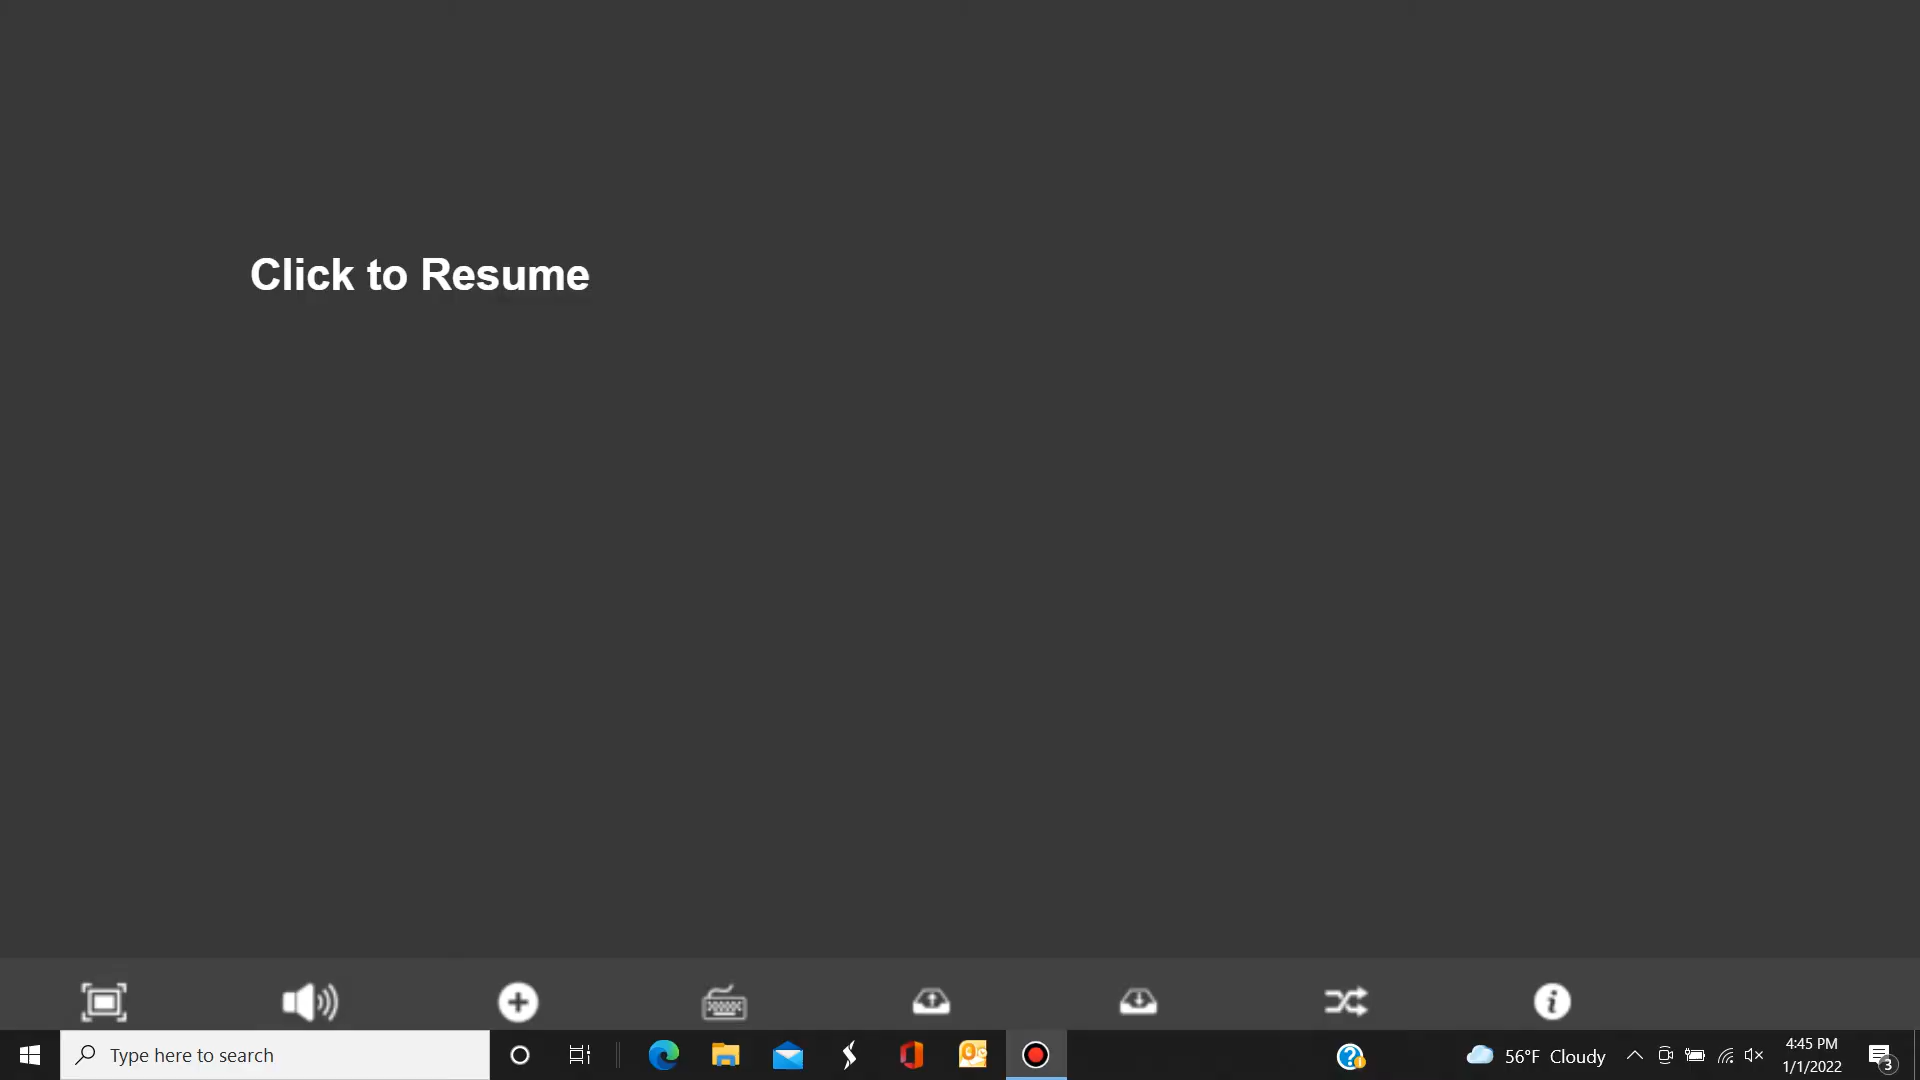 Click to Resume
Type here to search
56°F Cloudy
4:45 PM
1/1/2022
3